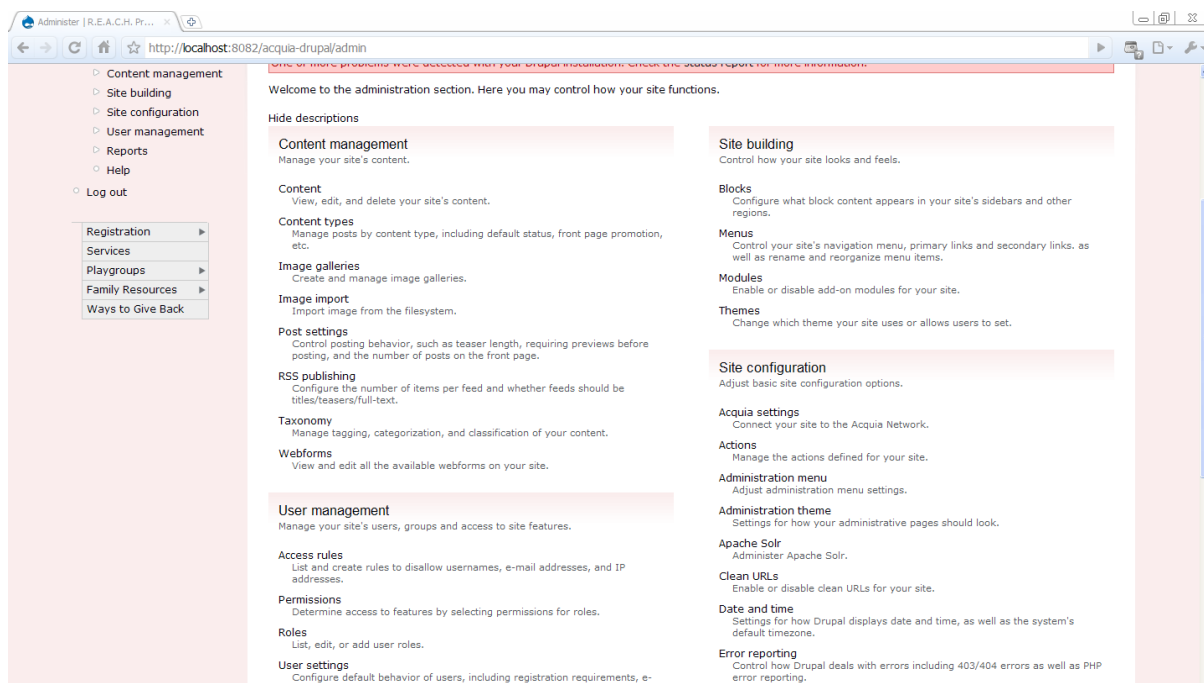 Administer | R.E.A.C.H. Pr...
http://localhost:8082/acquia-drupal/admin
Content management
Site building
Site configuration
User management
Reports
Help
Log out
Registration
Services
Playgroups
Family Resources
Ways to Give Back
One or more problems were detected with your Drupal installation. Check the status report for more information.
Welcome to the administration section. Here you may control how your site functions.
Hide descriptions
Content management
Manage your site's content.
Content
View, edit, and delete your site's content.
Content types
Manage posts by content type, including default status, front page promotion,
etc.
Image galleries
Create and manage image galleries.
Image import
Import image from the filesystem.
Post settings
Control posting behavior, such as teaser length, requiring previews before
posting, and the number of posts on the front page.
RSS publishing
Configure the number of items per feed and whether feeds should be
titles/teasers/full-text.
Taxonomy
Manage tagging, categorization, and classification of your content.
Webforms
View and edit all the available webforms on your site.
User management
Manage your site's users, groups and access to site features.
Access rules
List and create rules to disallow usernames, e-mail addresses, and IP
addresses.
Permissions
Determine access to features by selecting permissions for roles.
Roles
List, edit, or add user roles.
User settings
Configure default behavior of users, including registration requirements, e-
Site building
Control how your site looks and feels.
Blocks
Configure what block content appears in your site's sidebars and other
regions.
Menus
Control your site's navigation menu, primary links and secondary links. as
well as rename and reorganize menu items.
Modules
Enable or disable add-on modules for your site.
Themes
Change which theme your site uses or allows users to set.
Site configuration
Adjust basic site configuration options.
Acquia settings
Connect your site to the Acquia Network.
Actions
Manage the actions defined for your site.
Administration menu
Adjust administration menu settings.
Administration theme
Settings for how your administrative pages should look.
Apache Solr
Administer Apache Solr.
Clean URLs
Enable or disable clean URLs for your site.
Date and time
Settings for how Drupal displays date and time, as well as the system's
default timezone.
Error reporting
Control how Drupal deals with errors including 403/404 errors as well as PHP
error reporting.